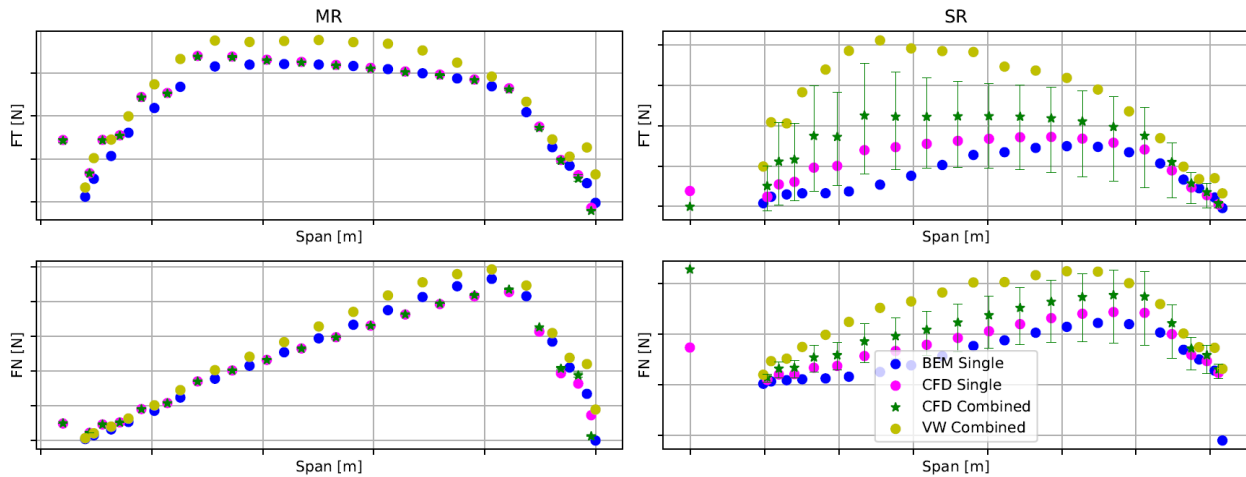 MR
SR
FT [N]
FT [N]
Span [m]
Span [m]
FN [N]
FN [N]
BEM Single
CFD Single
CFD Combined
VW Combined
Span [m]
Span [m]